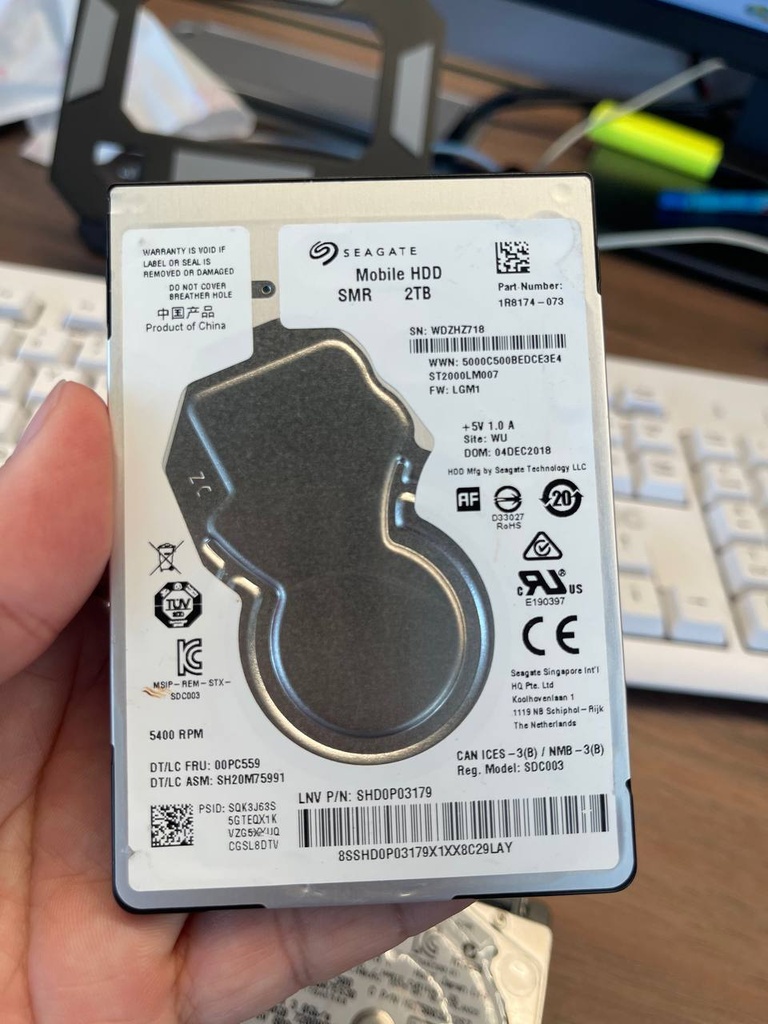 WARRANTY IS VOID IF
LABEL OR SEAL IS
REMOVED OR DAMAGED
DO NOT COVER
BREATHER HOLE
中国产品
Product of China
SEAGATE
Mobile HDD
SMR 2TB
Part Number:
1R8174-073
SN: WDZHZ718
WWN: 5000C500BEDCE3E4
ST2000LM007
FW: LGM1
+5V 1.0 A
Site: WU
DOM: 04DEC2018
HDD Mfg by Seagate Technology LLC
AF
20
D33027
RoHS
ZC
TUV
c US
E190397
CE
MSIP-REM-STX-
SDC003
Seagate Singapore Int'l
HQ Pte. Ltd
Koolhovenlaan 1
1119 NB Schiphol-Rijk
The Netherlands
5400 RPM
CAN ICES-3(B) / NMB-3(B)
Reg. Model: SDC003
DT/LC FRU: 00PC559
DT/LC ASM: SH20M75991
PSID: SQK3J63S
5GTEQX1K
CGSL8DTV
LNV P/N: SHD0P03179
8SSHD0P03179X1XX8C29LAY